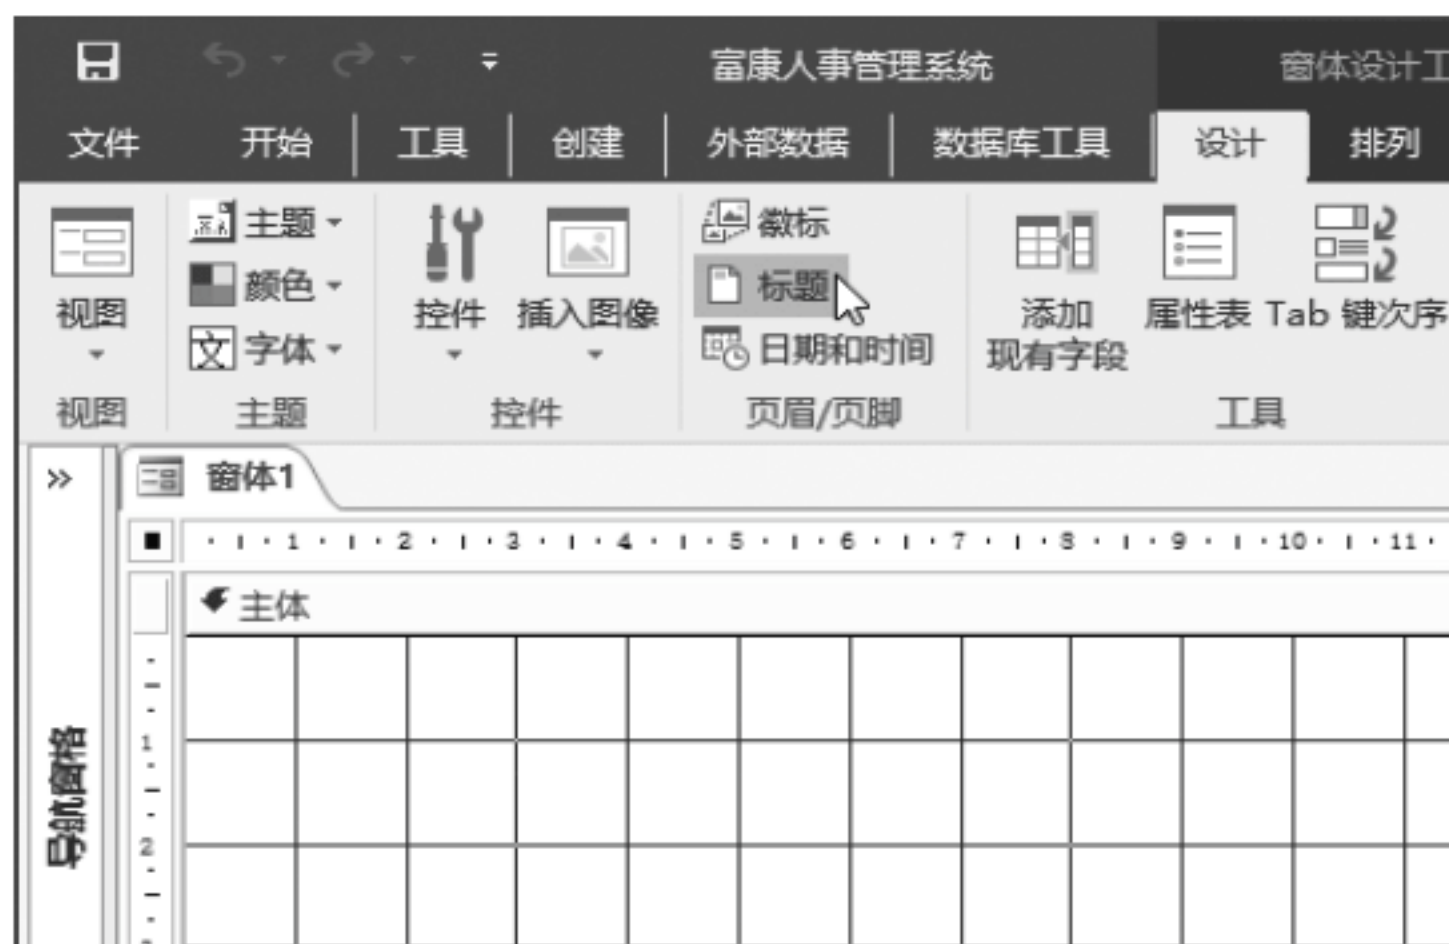 富康人事管理系统 窗体设计工
文件 开始 工具 创建 外部数据 数据库工具 设计 排列
主题 徽标
颜色 标题
视图 控件 插入图像 添加 属性表 Tab 键次序
字体 日期和时间 现有字段
视图 主题 控件 页眉/页脚 工具
窗体1
1 2 3 4 5 6 7 8 9 10 11
主体
1
2
导航窗格